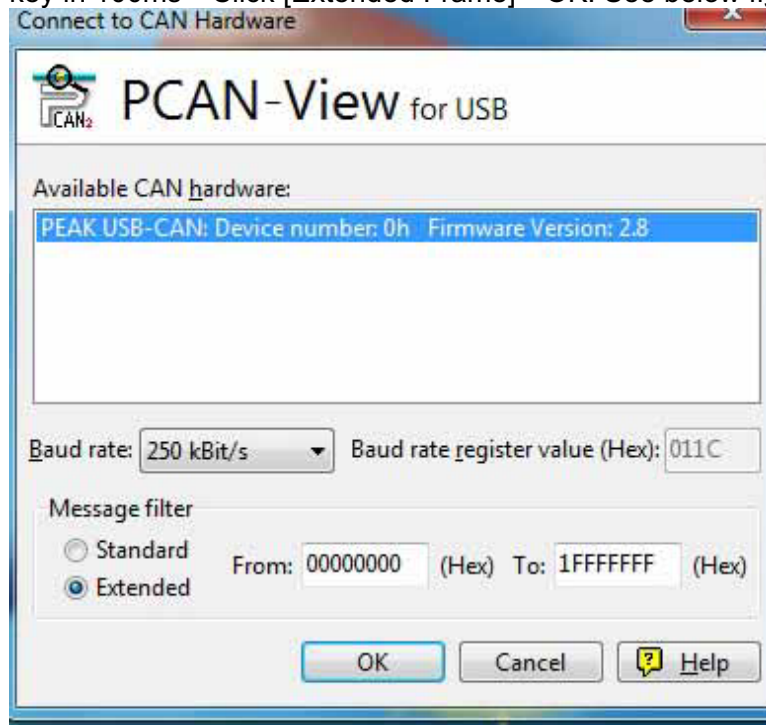 Connect to CAN Hardware
CAN2
PCAN-View for USB
Available CAN hardware:
PEAK USB-CAN: Device number: 0h Firmware Version: 2.8
Baud rate: 250 kBit/s Baud rate register value (Hex): 011C
Message filter
Standard
From: 00000000 (Hex) To: 1FFFFFFF (Hex)
Extended
OK Cancel Help